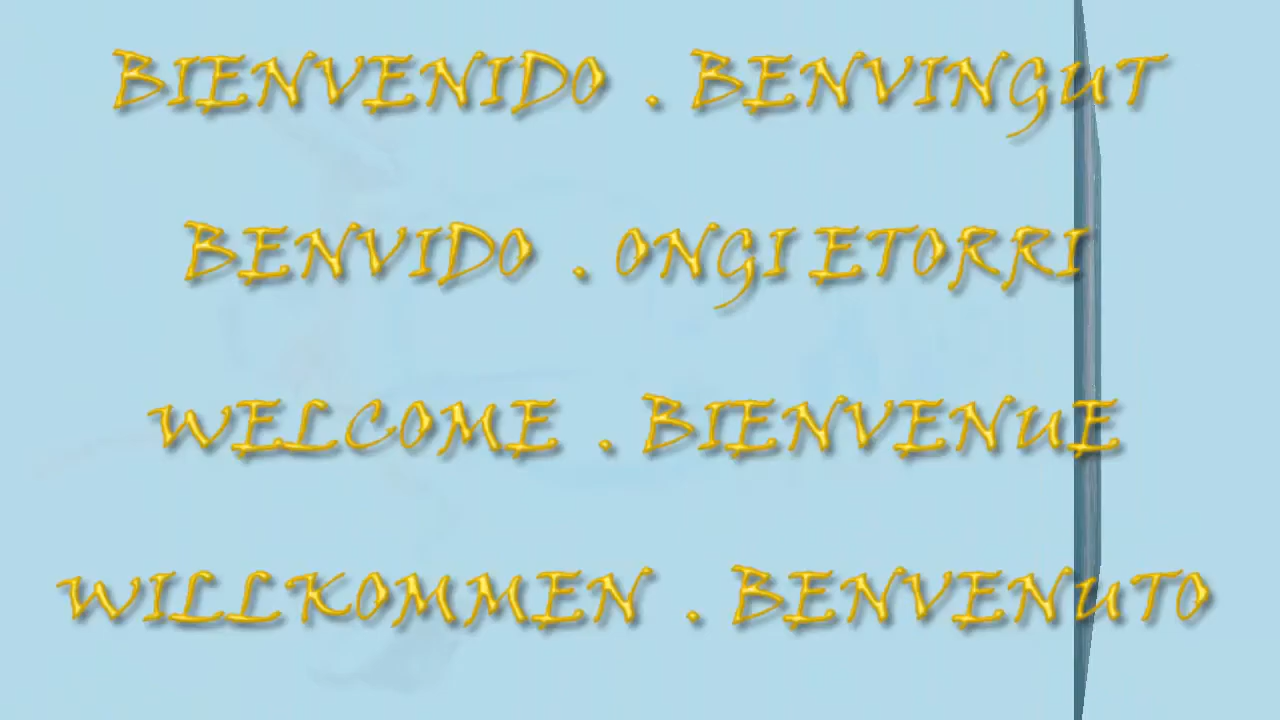 BIENVENIDO . BENVINGUT
BENVIDO . ONGI ETORRI
WELCOME . BIENVENUE
WILLKOMMEN . BENVENUTO